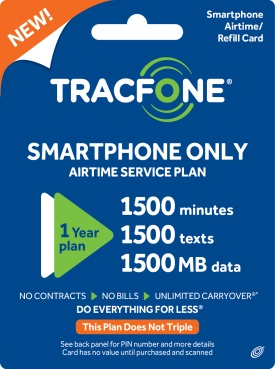 NEW!
Smartphone
Airtime/
Refill Card
TRACFONE®
SMARTPHONE ONLY
AIRTIME SERVICE PLAN
1 Year
plan
1500 minutes
1500 texts
1500 MB data
NO CONTRACTS ▶ NO BILLS ▶ UNLIMITED CARRYOVER®*
DO EVERYTHING FOR LESS®
This Plan Does Not Triple
See back panel for PIN number and more details
Card has no value until purchased and scanned